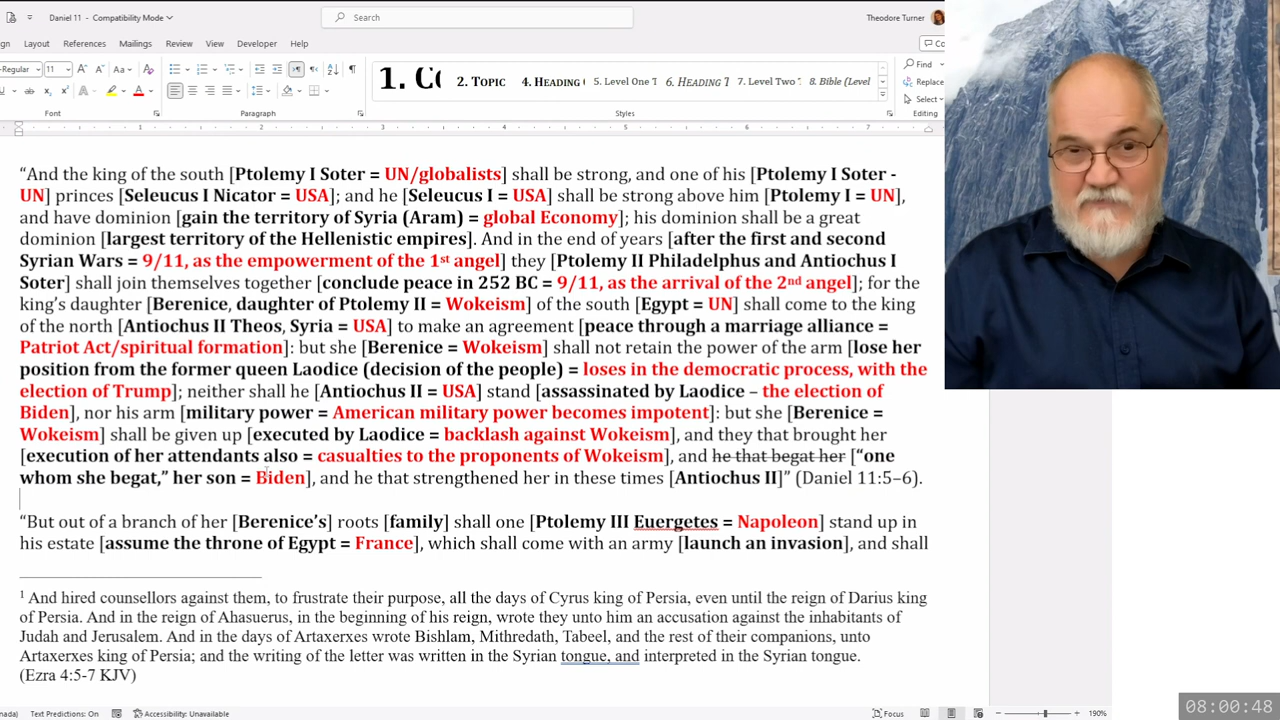 Daniel 11 - Compatibility Mode
Search
Theodore Turner
Layout References Mailings Review View Developer Help
Regular 11 Aa
1. 2. TOPIC 4. HEADING 5. Level One 6. HEADING 7. Level Two 8. Bible (Level
Find
Replace
Select
Font Paragraph Styles Editing
1 2 3 4 5 6 7
“And the king of the south [Ptolemy I Soter = UN/globalists] shall be strong, and one of his [Ptolemy I Soter -
UN] princes [Seleucus I Nicator = USA]; and he [Seleucus I = USA] shall be strong above him [Ptolemy I = UN],
and have dominion [gain the territory of Syria (Aram) = global Economy]; his dominion shall be a great
dominion [largest territory of the Hellenistic empires]. And in the end of years [after the first and second
Syrian Wars = 9/11, as the empowerment of the 1st angel] they [Ptolemy II Philadelphus and Antiochus I
Soter] shall join themselves together [conclude peace in 252 BC = 9/11, as the arrival of the 2nd angel]; for the
king’s daughter [Berenice, daughter of Ptolemy II = Wokeism] of the south [Egypt = UN] shall come to the king
of the north [Antiochus II Theos, Syria = USA] to make an agreement [peace through a marriage alliance =
Patriot Act/spiritual formation]: but she [Berenice = Wokeism] shall not retain the power of the arm [lose her
position from the former queen Laodice (decision of the people) = loses in the democratic process, with the
election of Trump]; neither shall he [Antiochus II = USA] stand [assassinated by Laodice – the election of
Biden], nor his arm [military power = American military power becomes impotent]: but she [Berenice =
Wokeism] shall be given up [executed by Laodice = backlash against Wokeism], and they that brought her
[execution of her attendants also = casualties to the proponents of Wokeism], and he that begat her [“one
whom she begat,” her son = Biden], and he that strengthened her in these times [Antiochus II]” (Daniel 11:5–6).
“But out of a branch of her [Berenice’s] roots [family] shall one [Ptolemy III Euergetes = Napoleon] stand up in
his estate [assume the throne of Egypt = France], which shall come with an army [launch an invasion], and shall
1 And hired counsellors against them, to frustrate their purpose, all the days of Cyrus king of Persia, even until the reign of Darius king
of Persia. And in the reign of Ahasuerus, in the beginning of his reign, wrote they unto him an accusation against the inhabitants of
Judah and Jerusalem. And in the days of Artaxerxes wrote Bishlam, Mithredath, Tabeel, and the rest of their companions, unto
Artaxerxes king of Persia; and the writing of the letter was written in the Syrian tongue, and interpreted in the Syrian tongue.
(Ezra 4:5-7 KJV)
Text Predictions: On Accessibility: Unavailable Focus 190%
08:00:48